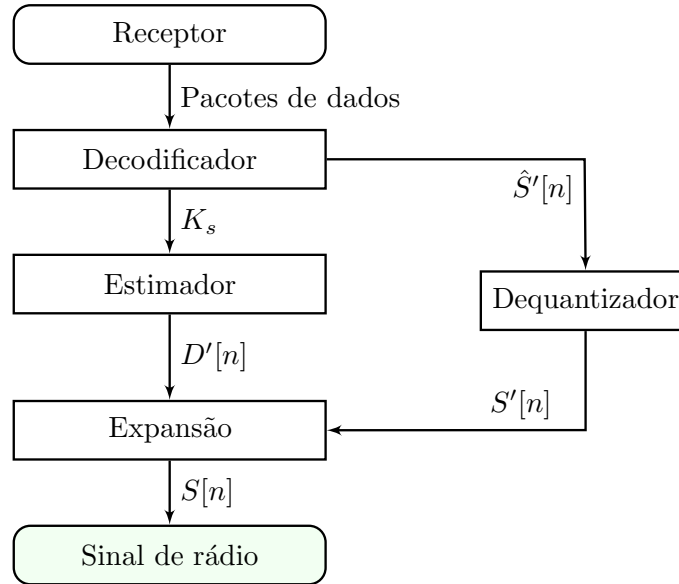 Receptor
Pacotes de dados
Decodificador
Ŝ′[n]
K_s
Estimador
Dequantizador
D′[n]
S′[n]
Expansão
S[n]
Sinal de rádio